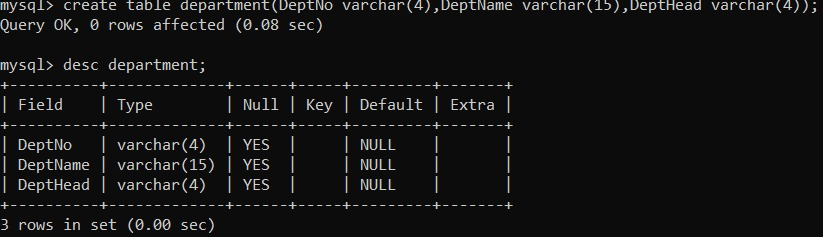 mysql> create table department(DeptNo varchar(4),DeptName varchar(15),DeptHead varchar(4));
Query OK, 0 rows affected (0.08 sec)
mysql> desc department;
+----------+-------------+------+-----+---------+-------+
| Field    | Type        | Null | Key | Default | Extra |
+----------+-------------+------+-----+---------+-------+
| DeptNo   | varchar(4)  | YES  |     | NULL    |       |
| DeptName | varchar(15) | YES  |     | NULL    |       |
| DeptHead | varchar(4)  | YES  |     | NULL    |       |
+----------+-------------+------+-----+---------+-------+
3 rows in set (0.00 sec)